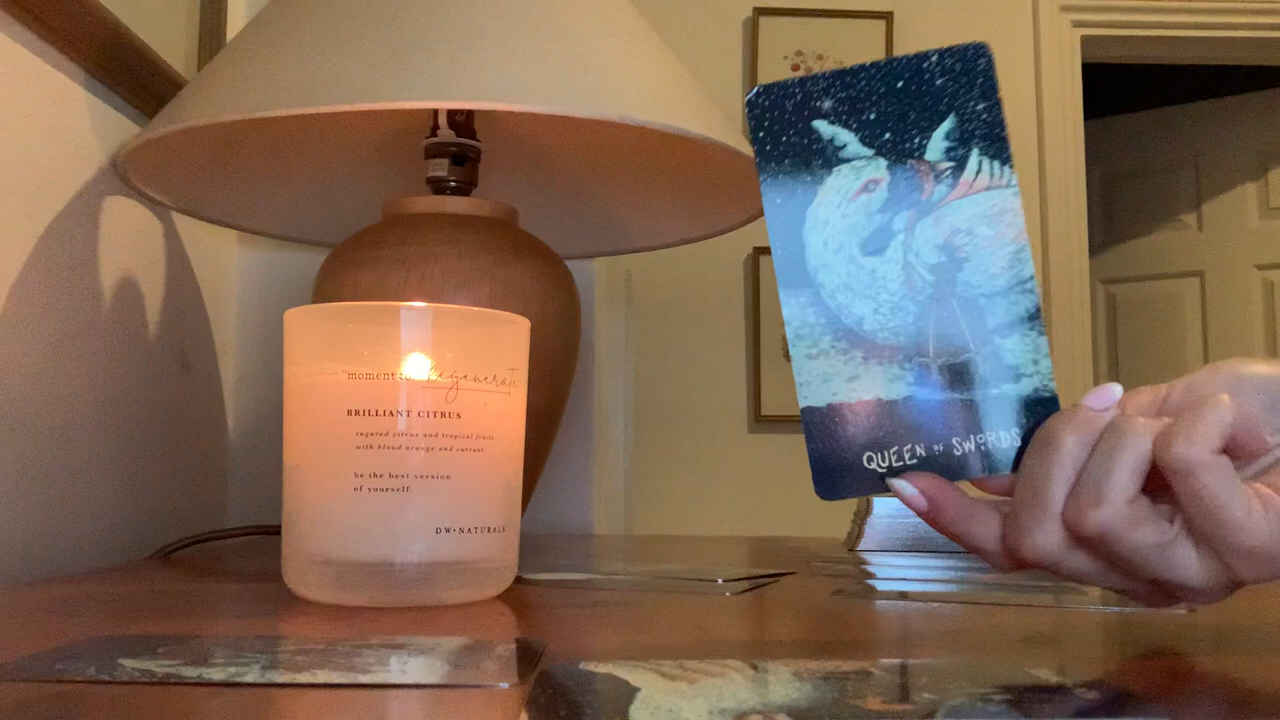 moment to Regenerate
BRILLIANT CITRUS
sugared citrus and tropical fruits
with blood orange and currant
be the best version
of yourself.
DW•NATURALS
QUEEN OF SWORDS